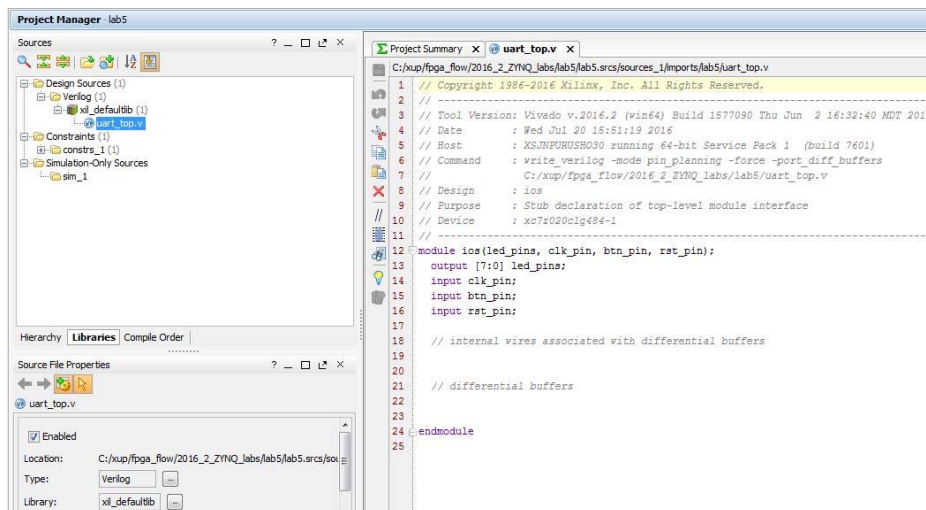 Project Manager - lab5
Sources
Design Sources (1)
Verilog (1)
xil_defaultlib (1)
uart_top.v
Constraints (1)
constrs_1 (1)
Simulation-Only Sources
sim_1
Hierarchy Libraries Compile Order
Source File Properties
uart_top.v
Enabled
Location: C:/xup/fpga_flow/2016_2_ZYNQ_labs/lab5/lab5.srcs/sou
Type: Verilog
Library: xil_defaultlib
Project Summary uart_top.v
C:/xup/fpga_flow/2016_2_ZYNQ_labs/lab5/lab5.srcs/sources_1/imports/lab5/uart_top.v
1 // Copyright 1986-2016 Xilinx, Inc. All Rights Reserved.
2 // --------------------------------------------------------------------------------
3 // Tool Version: Vivado v.2016.2 (win64) Build 1577090 Thu Jun 2 16:32:40 MDT 201
4 // Date : Wed Jul 20 15:51:19 2016
5 // Host : XSJNPURUSHO30 running 64-bit Service Pack 1 (build 7601)
6 // Command : write_verilog -mode pin_planning -force -port_diff_buffers
7 // C:/xup/fpga_flow/2016_2_ZYNQ_labs/lab5/uart_top.v
8 // Design : ios
9 // Purpose : Stub declaration of top-level module interface
10 // Device : xc7z020clg484-1
11 // --------------------------------------------------------------------------------
12 module ios(led_pins, clk_pin, btn_pin, rst_pin);
13 output [7:0] led_pins;
14 input clk_pin;
15 input btn_pin;
16 input rst_pin;
17
18 // internal wires associated with differential buffers
19
20
21 // differential buffers
22
23
24 endmodule
25